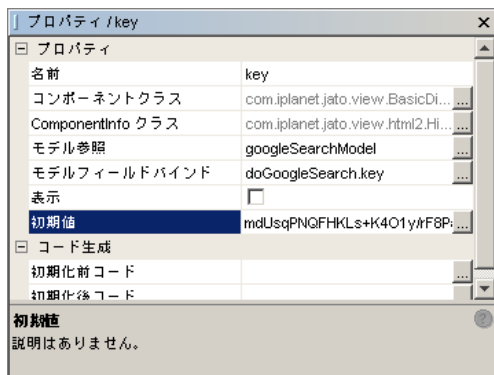 プロパティ /key
プロパティ
名前 key
コンポーネントクラス com.iplanet.jato.view.BasicDi... ...
ComponentInfo クラス com.iplanet.jato.view.html2.Hi... ...
モデル参照 googleSearchModel ...
モデルフィールドバインド doGoogleSearch.key ...
表示
初期値 mdUsqPNQFHKLs+K4O1y/rF8Pa ...
コード生成
初期化前コード ...
初期化後コード
初期値
説明はありません。